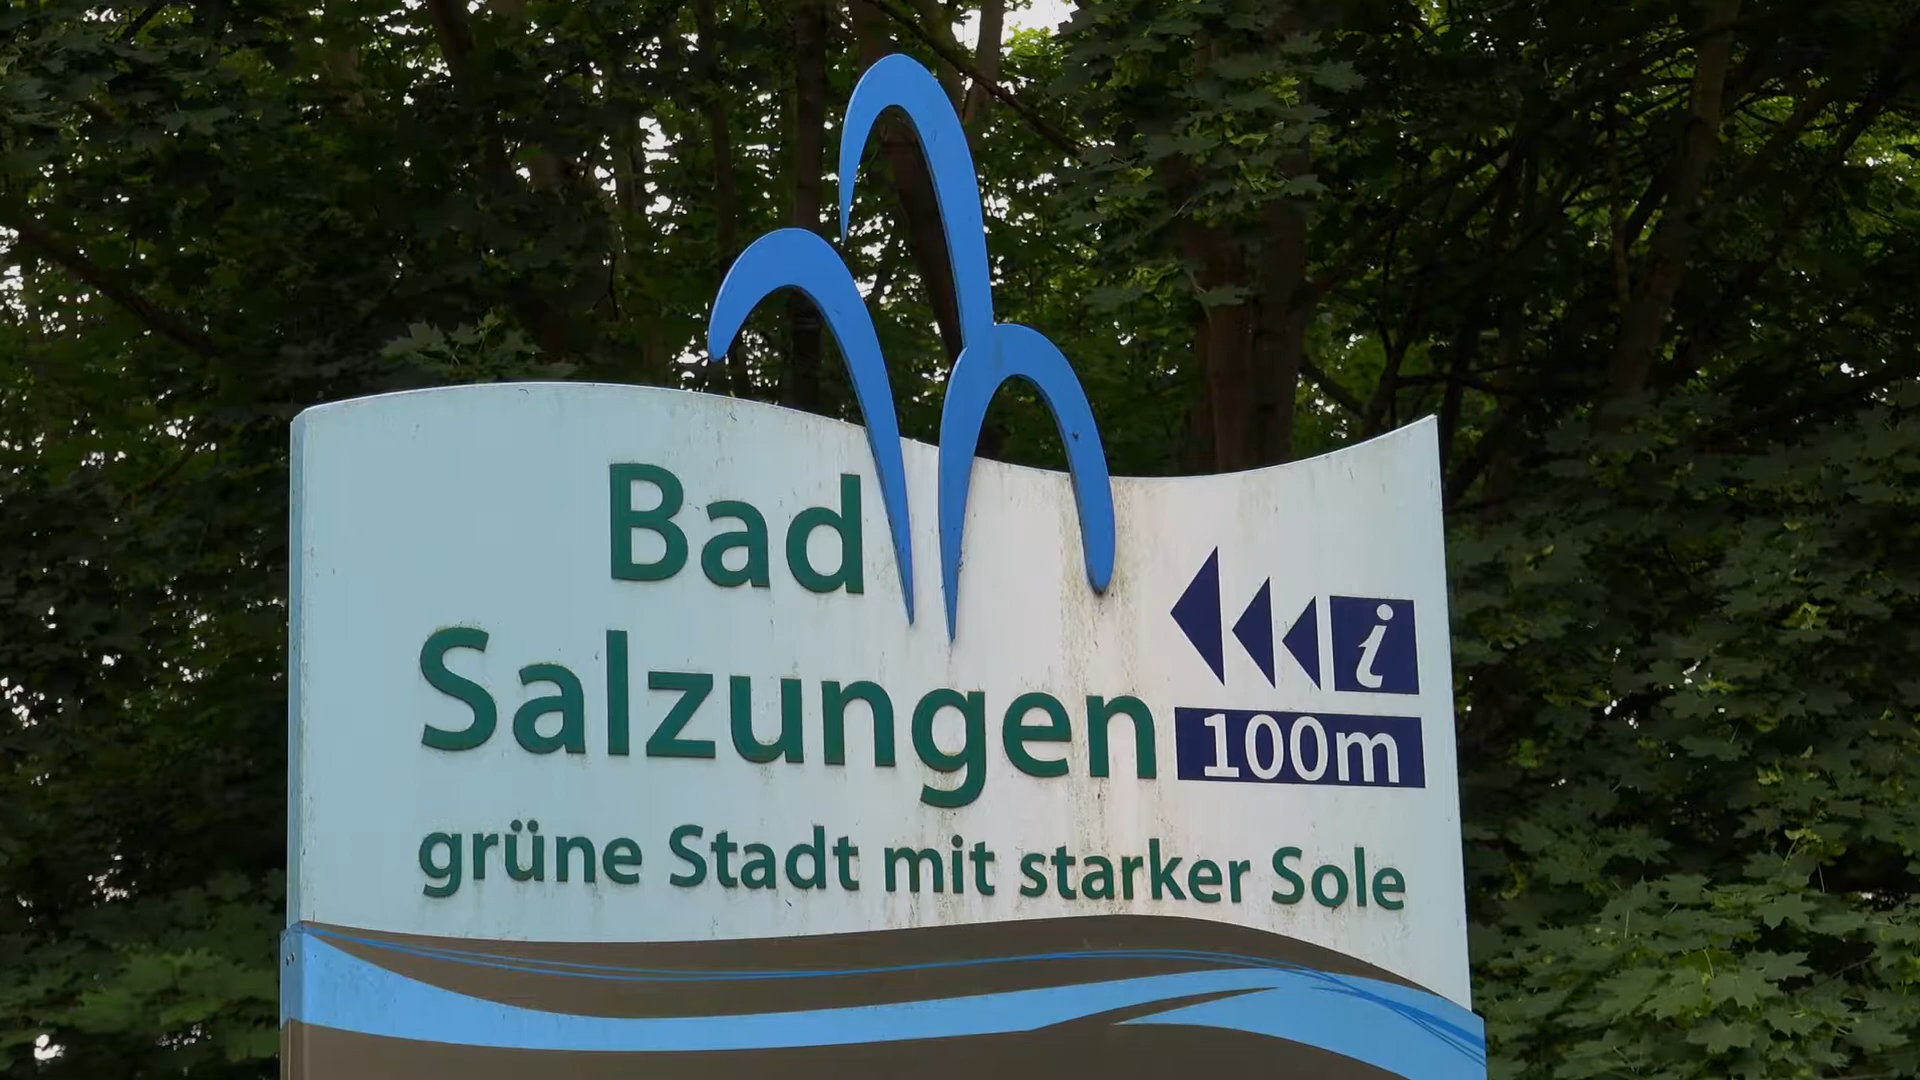 Bad
Salzungen
i
100m
grüne Stadt mit starker Sole